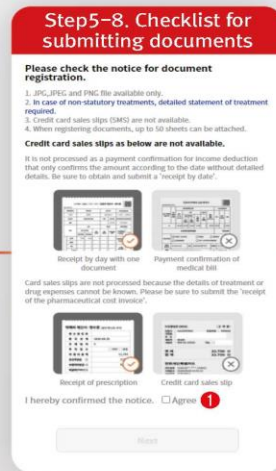 Step5-8. Checklist for
submitting documents
Please check the notice for document
registration.
1. JPG,JPEG and PNG file available only.
2. In case of non-statutory treatments, detailed statement of treatment
required.
3. Credit card sales slips (SMS) are not available.
4. When registering documents, up to 50 sheets can be attached.
Credit card sales slips as below are not available.
It is not processed as a payment confirmation for income deduction
that only confirms the amount according to the date without detailed
details. Be sure to obtain and submit a 'receipt by date'.
Receipt by day with one
document
Payment confirmation of
medical bill
Card sales slips are not processed because the details of treatment or
drug expenses cannot be known. Please be sure to submit the 'receipt
of the pharmaceutical cost invoice'.
Receipt of prescription
Credit card sales slip
I hereby confirmed the notice. Agree 1
Next